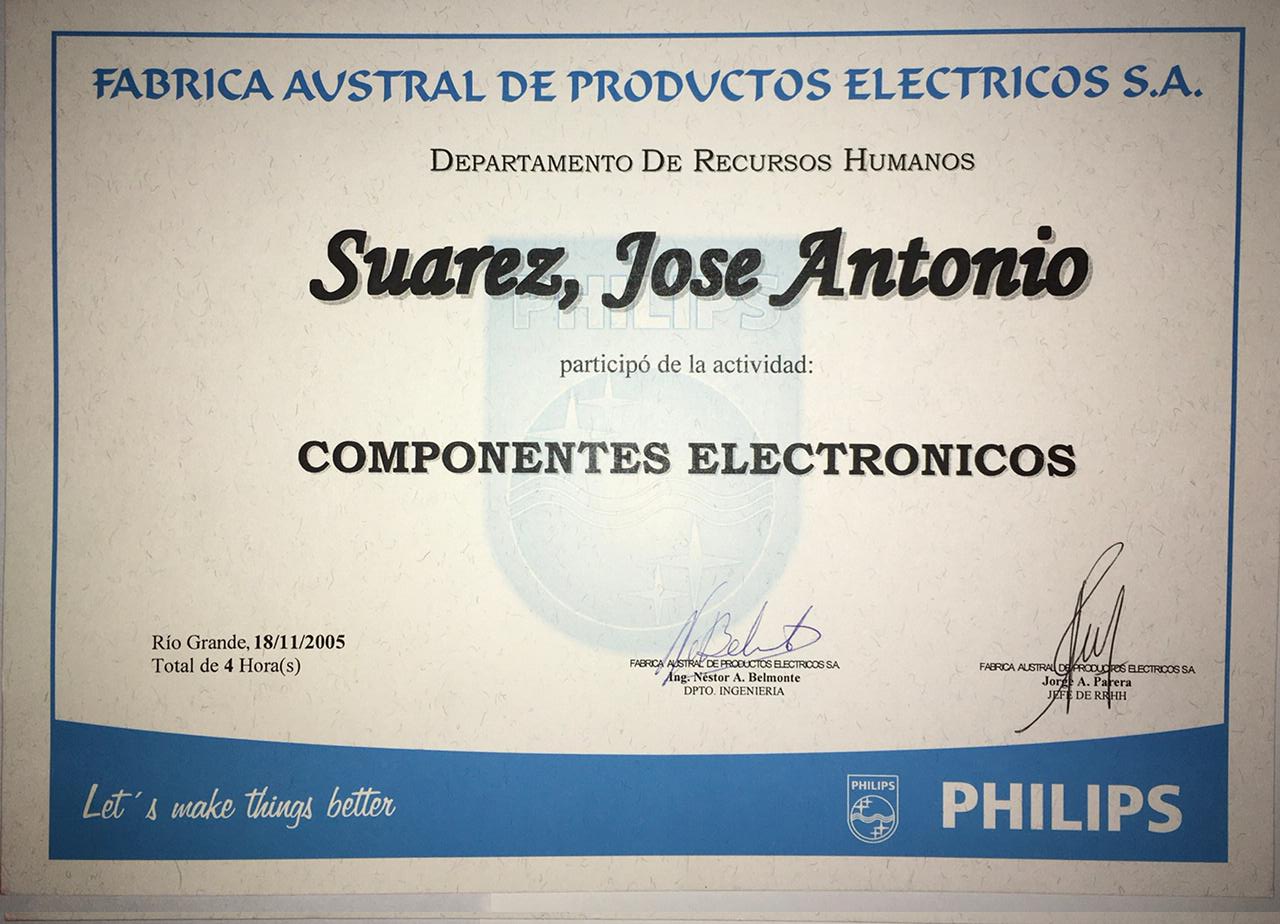 FABRICA AUSTRAL DE PRODUCTOS ELECTRICOS S.A.
DEPARTAMENTO DE RECURSOS HUMANOS
Suarez, Jose Antonio
PHILIPS
participó de la actividad:
COMPONENTES ELECTRONICOS
Río Grande, 18/11/2005
Total de 4 Hora(s)
FABRICA AUSTRAL DE PRODUCTOS ELECTRICOS S.A
Ing. Néstor A. Belmonte
DPTO. INGENIERIA
FABRICA AUSTRAL DE PRODUCTOS ELECTRICOS S.A
Jorge A. Parera
JEFE DE RRHH
Let´s make things better
PHILIPS
PHILIPS